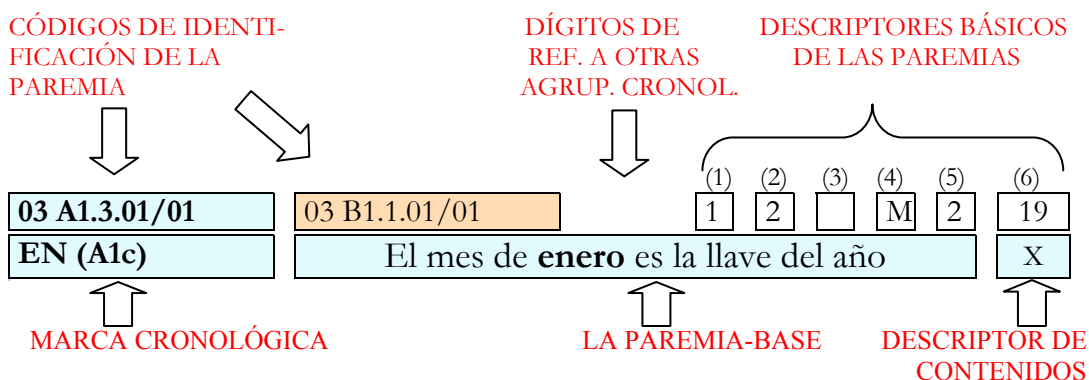 CÓDIGOS DE IDENTI-
FICACIÓN DE LA
PAREMIA
DÍGITOS DE
REF. A OTRAS
AGRUP. CRONOL.
DESCRIPTORES BÁSICOS
DE LAS PAREMIAS
(1) (2) (3) (4) (5) (6)
03 A1.3.01/01 03 B1.1.01/01 1 2 M 2 19
EN (A1c) El mes de enero es la llave del año X
MARCA CRONOLÓGICA LA PAREMIA-BASE DESCRIPTOR DE
CONTENIDOS